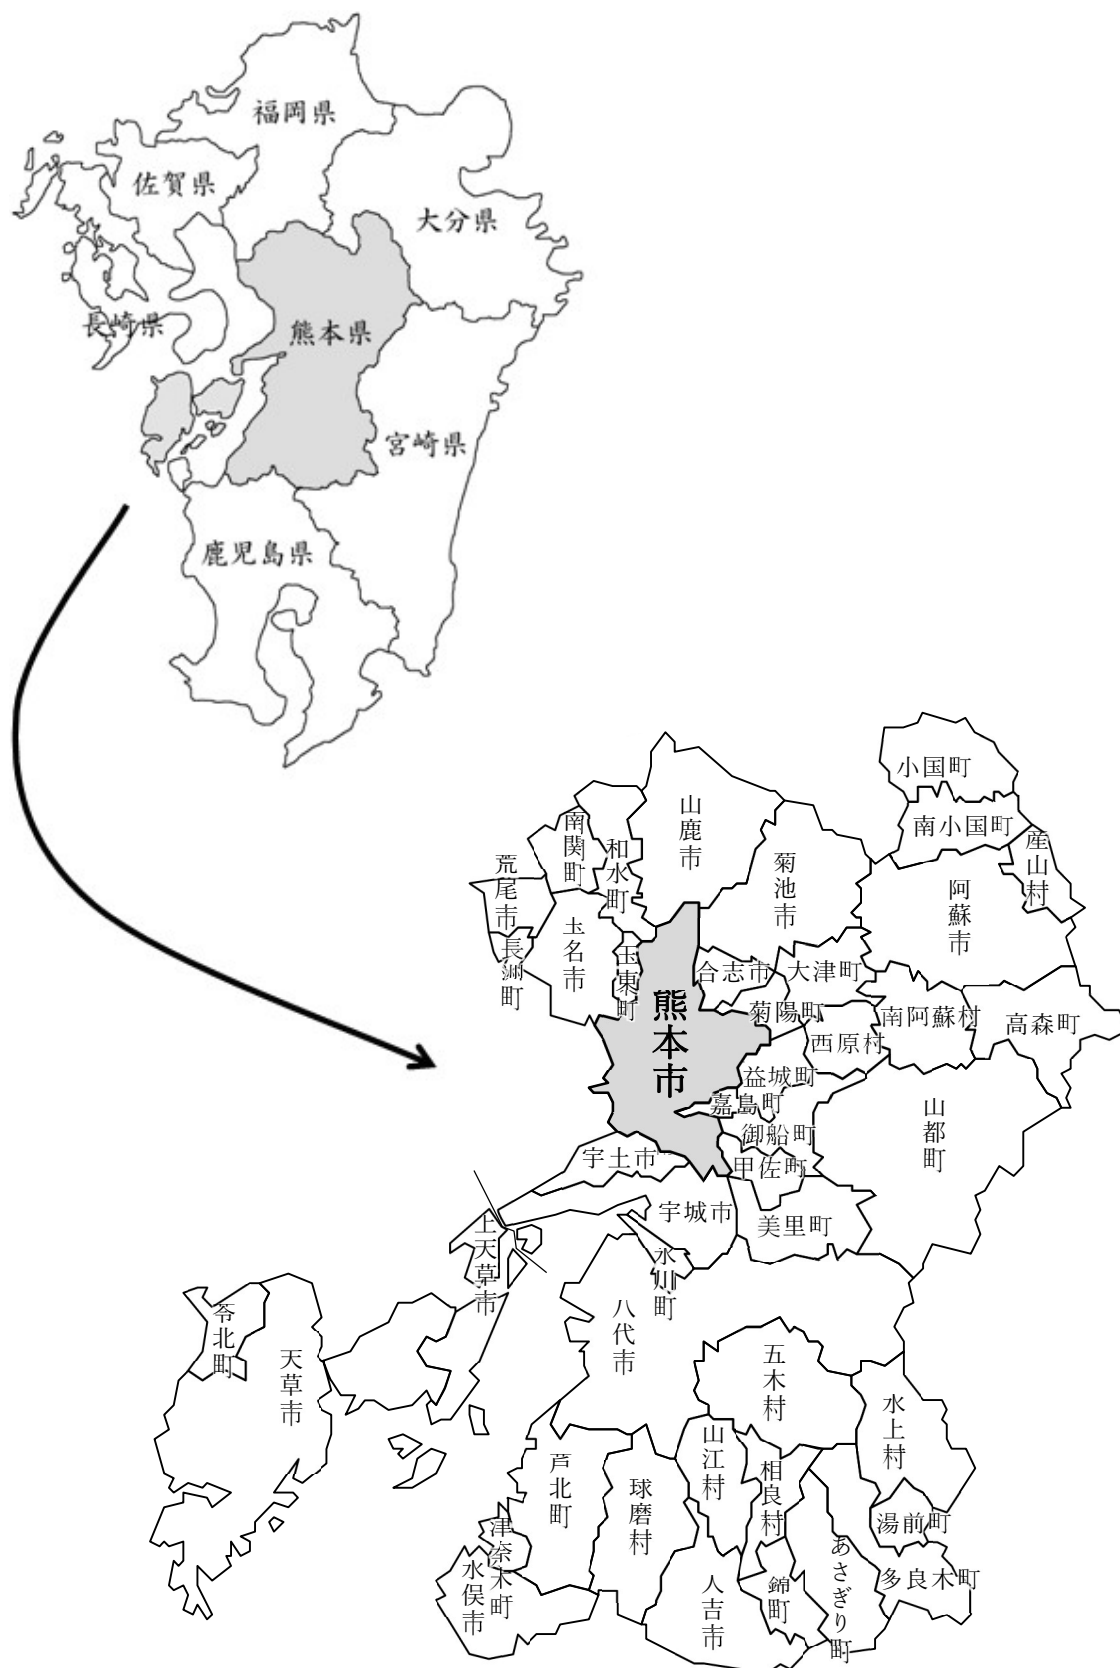 福岡県
佐賀県
大分県
長崎県
熊本県
宮崎県
鹿児島県
小国町
南小国町
産山村
山鹿市
南関町
和水町
菊池市
阿蘇市
荒尾市
長洲町
玉名市
玉東町
熊本市
合志市
大津町
菊陽町
西原村
南阿蘇村
高森町
益城町
嘉島町
御船町
甲佐町
山都町
宇土市
宇城市
美里町
上天草市
氷川町
八代市
苓北町
天草市
五木村
水上村
山江村
相良村
芦北町
球磨村
湯前町
あさぎり町
多良木町
津奈木町
水俣市
人吉市
錦町